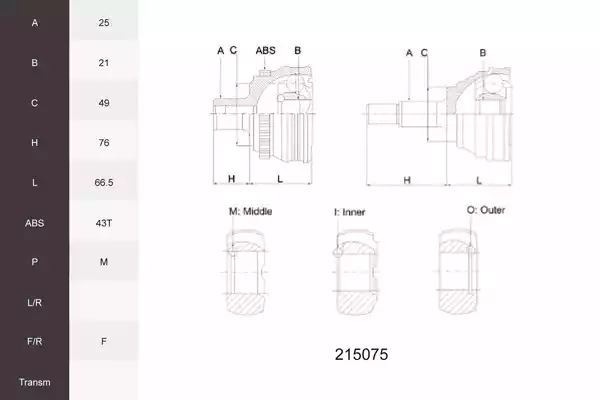 A 25
B 21
C 49
H 76
L 66.5
ABS 43T
P M
L/R
F/R F
Transm
A C ABS B
A C B
H L
H L
M: Middle I: Inner O: Outer
215075